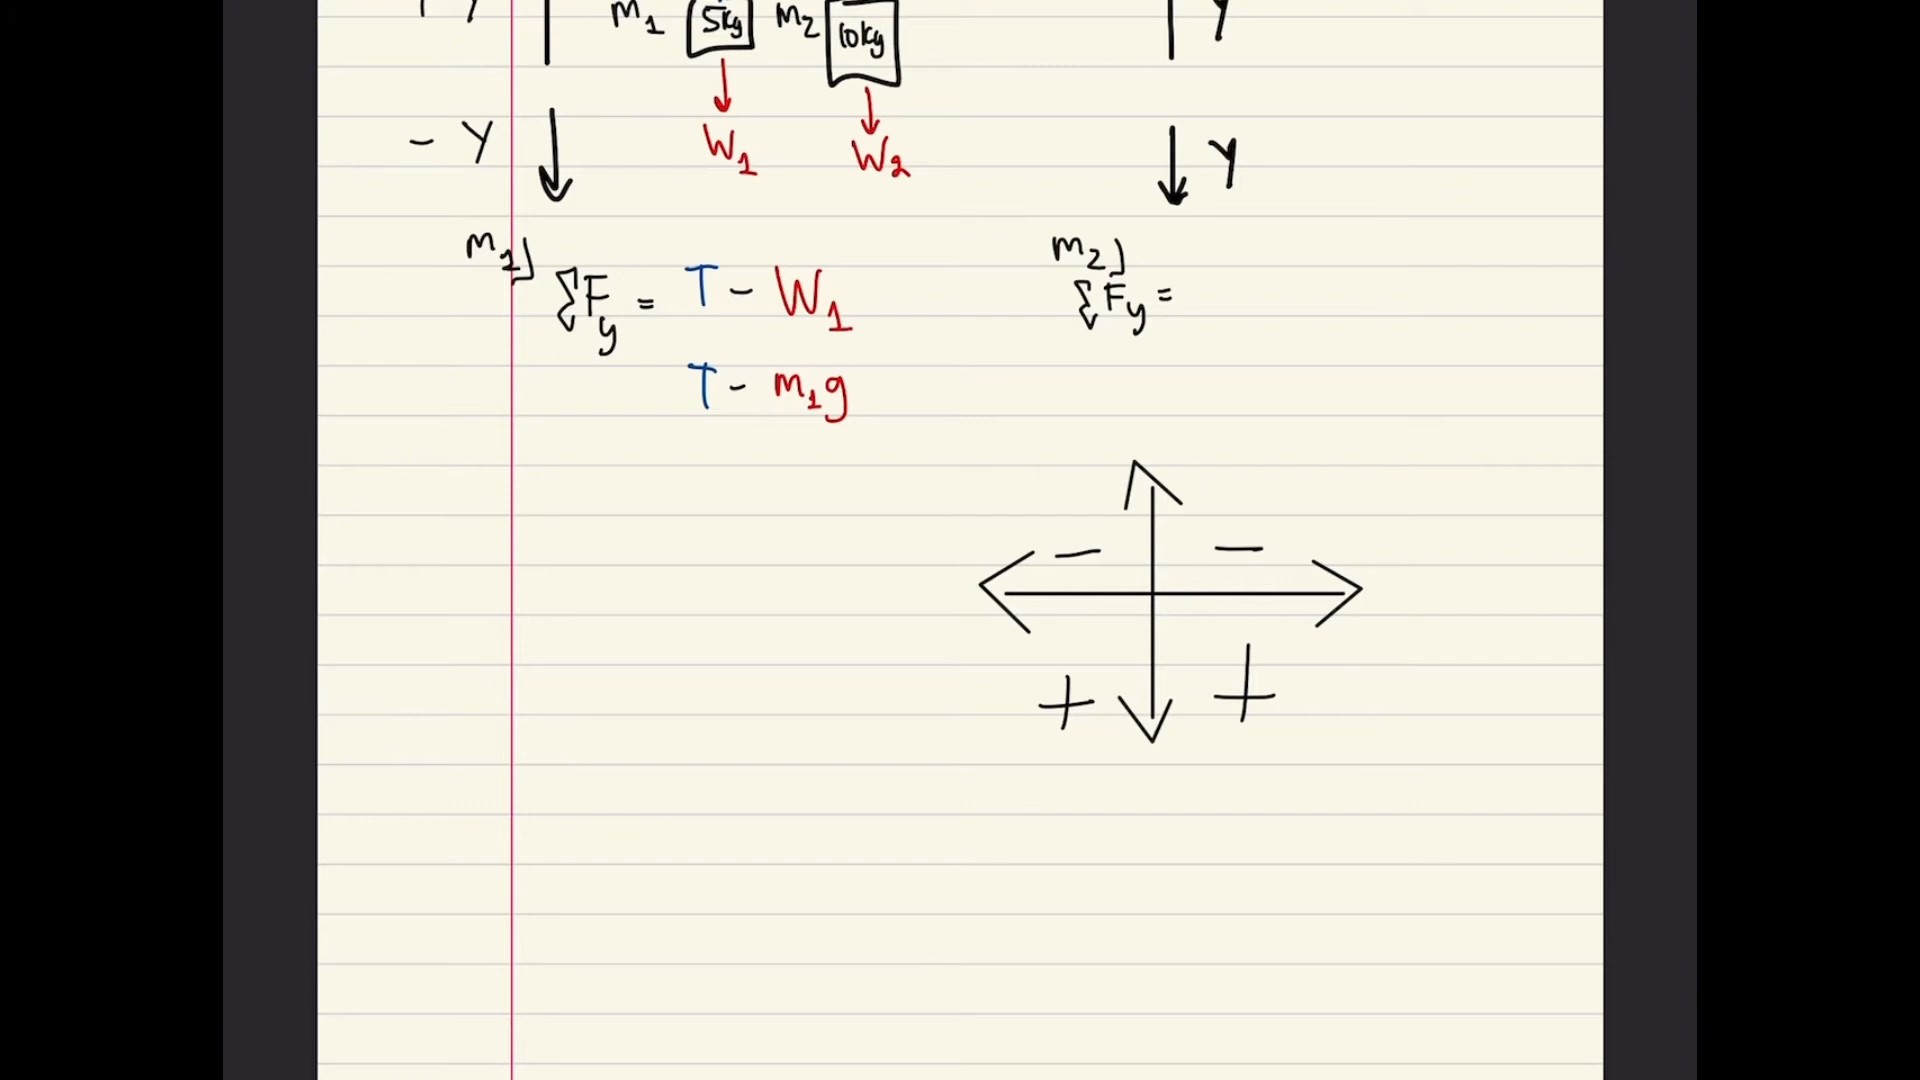 m₁ 5kg m₂ 10kg
W₁ W₂
- Y
Y
m₁] ΣFy = T - W₁
T - m₁g
m₂] ΣFy =
- -
+ +